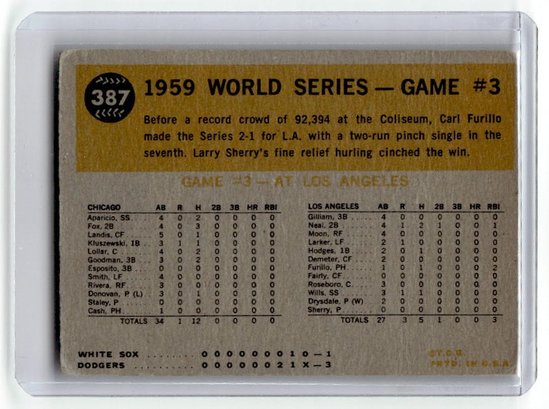 387
1959 WORLD SERIES — GAME #3
Before a record crowd of 92,394 at the Coliseum, Carl Furillo
made the Series 2-1 for L.A. with a two-run pinch single in the
seventh. Larry Sherry's fine relief hurling cinched the win.
GAME #3 — AT LOS ANGELES
CHICAGO AB R H 2B 3B HR RBI
Aparicio, SS 4 0 2 0 0 0 0
Fox, 2B 4 0 3 0 0 0 0
Landis, CF 5 0 1 0 0 0 0
Kluszewski, 1B 3 1 1 0 0 0 0
Lollar, C 4 0 2 0 0 0 0
Goodman, 3B 3 0 2 0 0 0 0
Esposito, 3B 0 0 0 0 0 0 0
Smith, LF 4 0 0 0 0 0 0
Rivera, RF 3 0 0 0 0 0 0
Donovan, P (L) 3 0 1 0 0 0 0
Staley, P 0 0 0 0 0 0 0
Cash, PH 1 0 0 0 0 0 0
TOTALS 34 1 12 0 0 0 0
LOS ANGELES AB R H 2B 3B HR RBI
Gilliam, 3B 4 0 0 0 0 0 0
Neal, 2B 4 1 2 1 0 0 1
Moon, RF 4 0 0 0 0 0 0
Larker, LF 2 1 0 0 0 0 0
Hodges, 1B 2 0 1 0 0 0 0
Demeter, CF 2 0 0 0 0 0 0
Furillo, PH 1 0 1 0 0 0 2
Fairly, CF 0 0 0 0 0 0 0
Roseboro, C 3 0 0 0 0 0 0
Wills, SS 3 1 1 0 0 0 0
Drysdale, P (W) 2 0 0 0 0 0 0
Sherry, P 0 0 0 0 0 0 0
TOTALS 27 3 5 1 0 0 3
WHITE SOX 0 0 0 0 0 0 0 1 0 — 1
DODGERS 0 0 0 0 0 0 2 1 X — 3
©T.C.G.
PRTD. IN U.S.A.